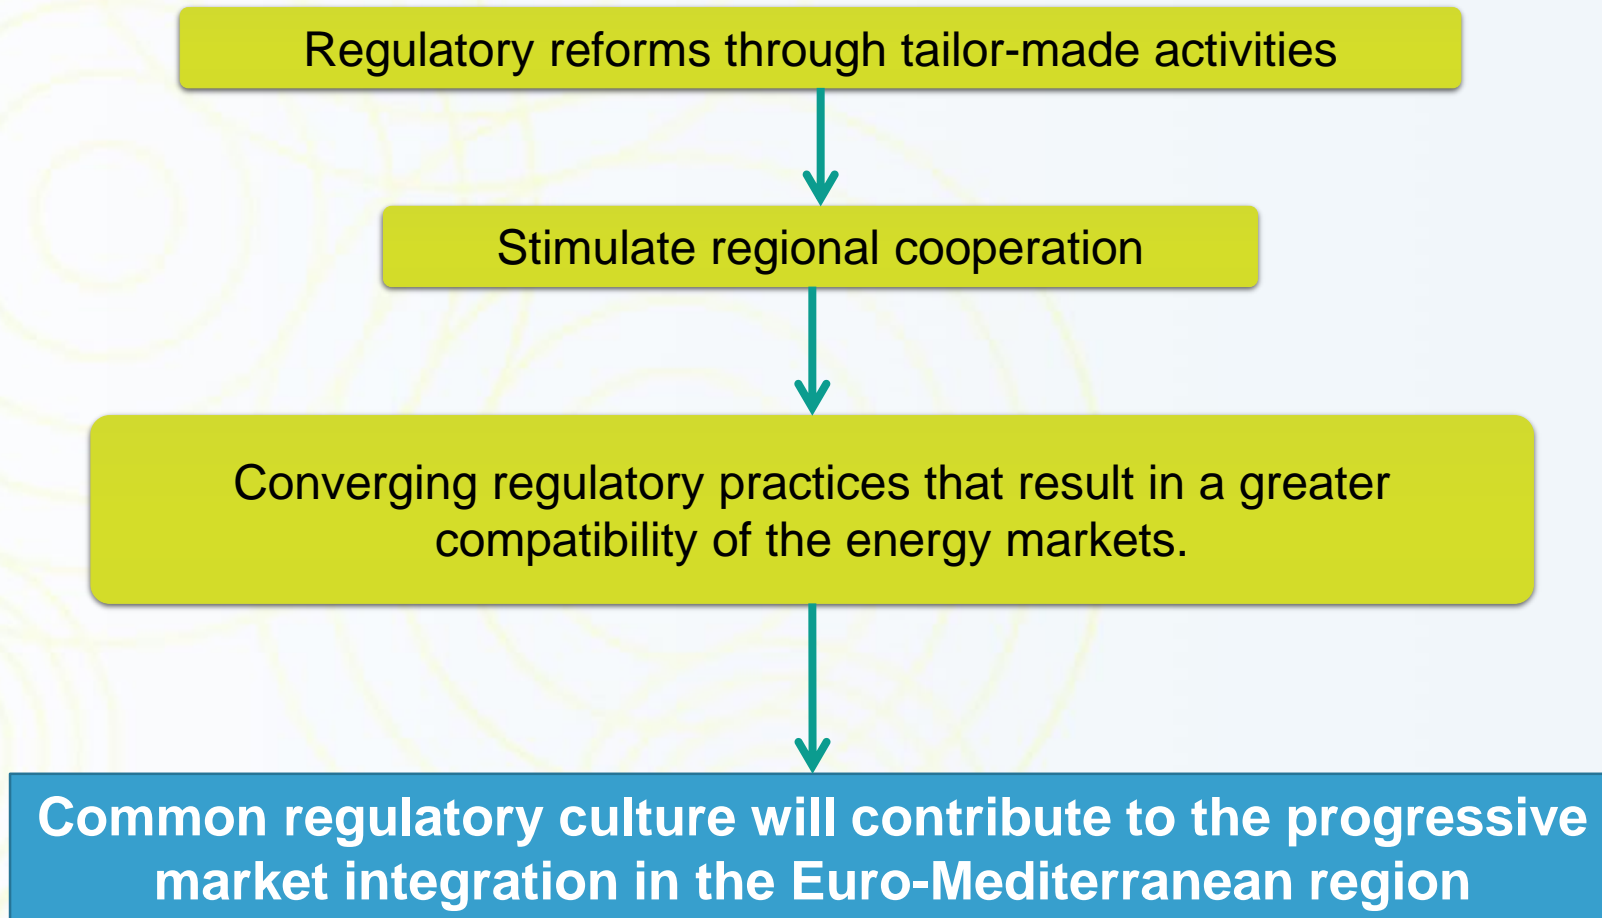 Regulatory reforms through tailor-made activities
Stimulate regional cooperation
Converging regulatory practices that result in a greater
compatibility of the energy markets.
Common regulatory culture will contribute to the progressive
market integration in the Euro-Mediterranean region